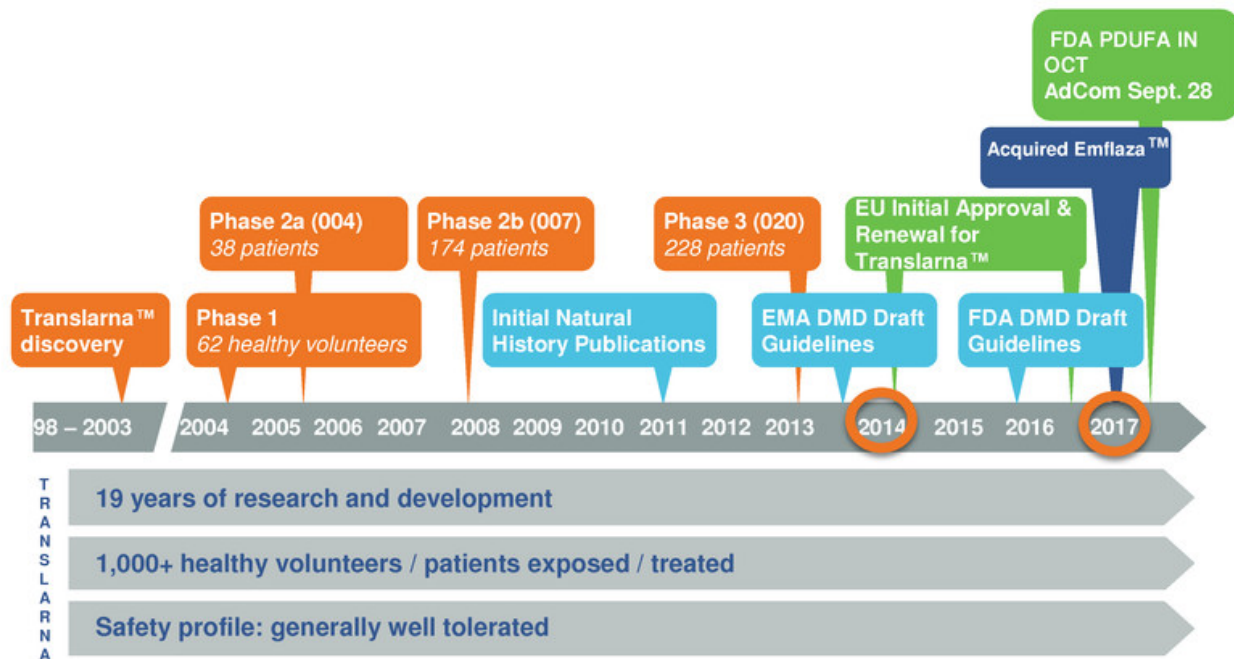 FDA PDUFA IN
OCT
AdCom Sept. 28
Acquired Emflaza™
Phase 2a (004)
38 patients
Phase 2b (007)
174 patients
Phase 3 (020)
228 patients
EU Initial Approval &
Renewal for
Translarna™
Translarna™
discovery
Phase 1
62 healthy volunteers
Initial Natural
History Publications
EMA DMD Draft
Guidelines
FDA DMD Draft
Guidelines
98 – 2003 2004 2005 2006 2007 2008 2009 2010 2011 2012 2013 2014 2015 2016 2017
TRANSLARNA
19 years of research and development
1,000+ healthy volunteers / patients exposed / treated
Safety profile: generally well tolerated